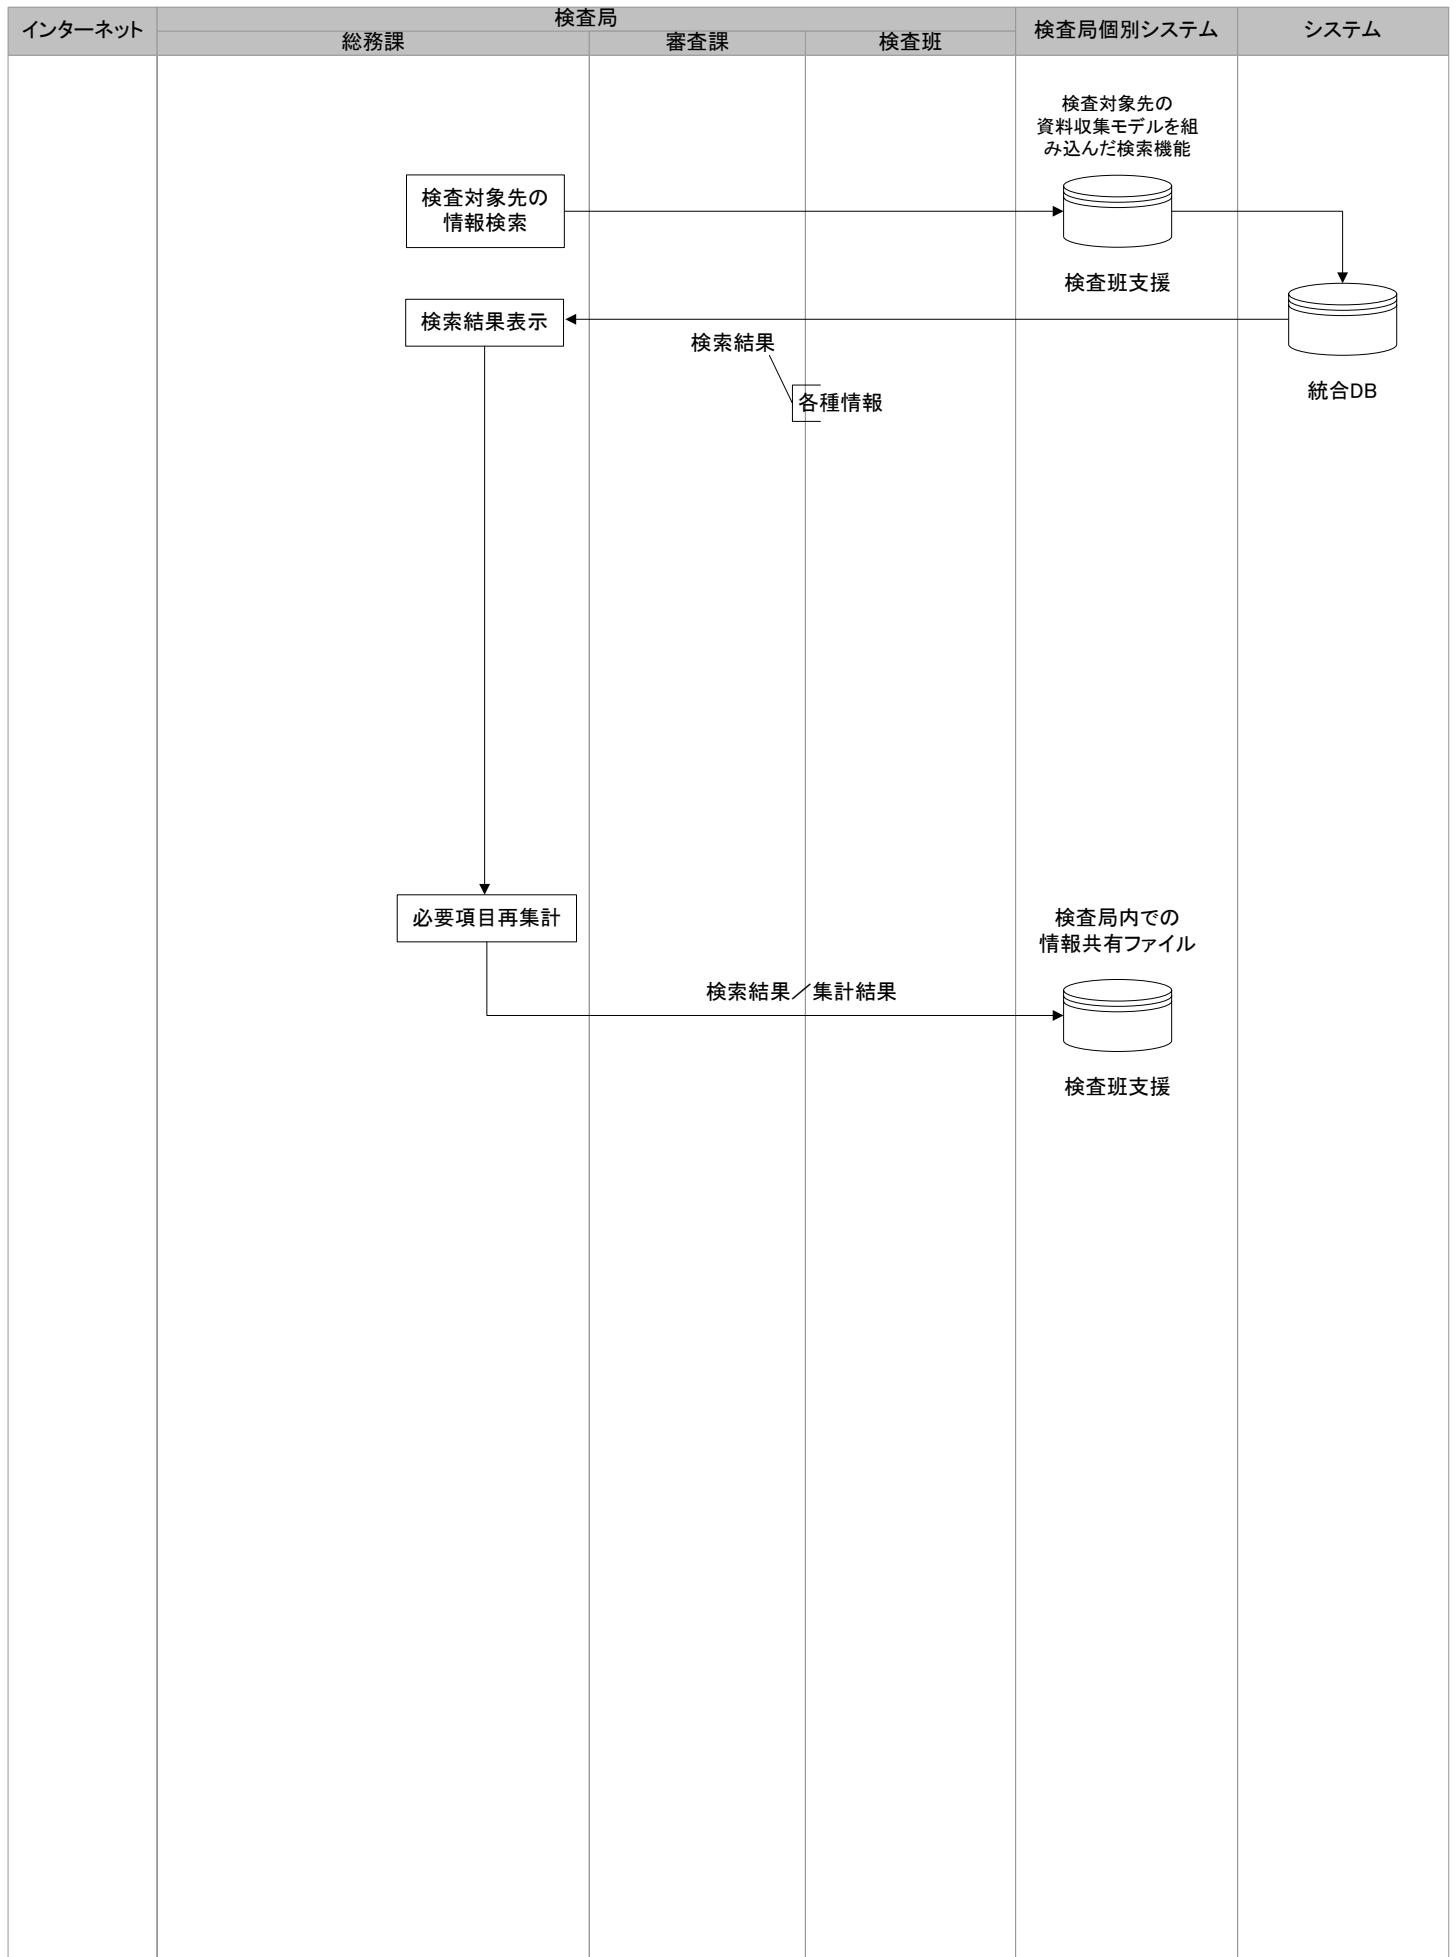 インターネット
検査局
総務課
審査課
検査班
検査局個別システム
システム
検査対象先の
資料収集モデルを組
み込んだ検索機能
検査対象先の
情報検索
検査班支援
検索結果表示
検索結果
各種情報
統合DB
必要項目再集計
検査局内での
情報共有ファイル
検索結果／集計結果
検査班支援